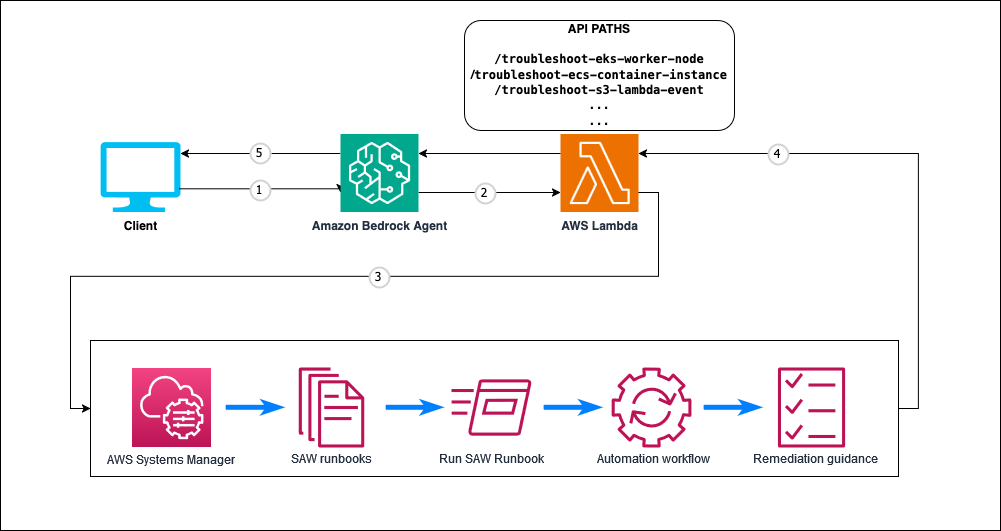 API PATHS
/troubleshoot-eks-worker-node
/troubleshoot-ecs-container-instance
/troubleshoot-s3-lambda-event
...
...
5
4
1
2
Client
Amazon Bedrock Agent
AWS Lambda
3
AWS Systems Manager
SAW runbooks
Run SAW Runbook
Automation workflow
Remediation guidance